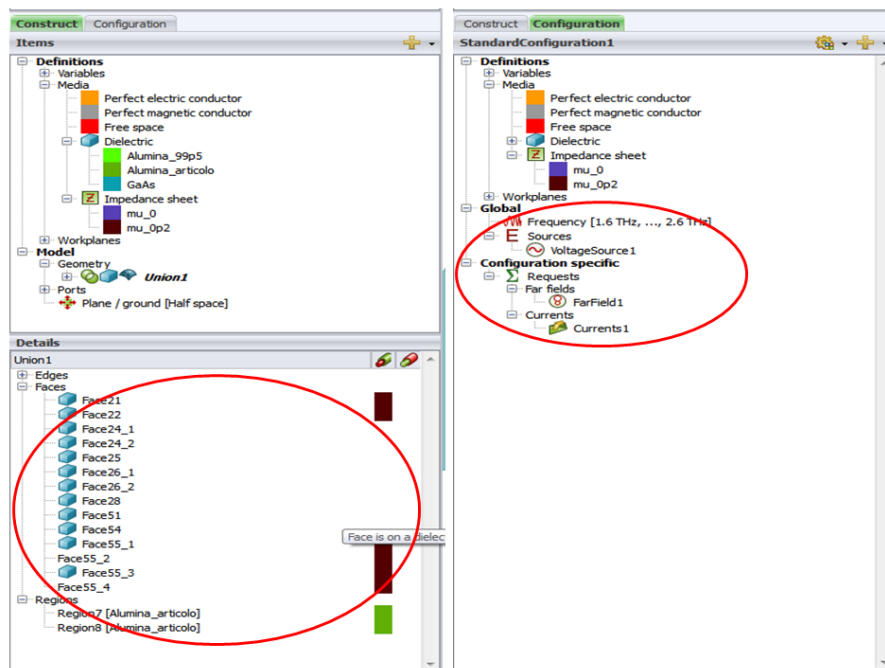 Construct Configuration
Items
Definitions
Variables
Media
Perfect electric conductor
Perfect magnetic conductor
Free space
Dielectric
Alumina_99p5
Alumina_articolo
GaAs
Impedance sheet
mu_0
mu_0p2
Workplanes
Model
Geometry
Union1
Ports
Plane / ground [Half space]
Details
Union1
Edges
Faces
Face21
Face22
Face24_1
Face24_2
Face25
Face26_1
Face26_2
Face28
Face51
Face54
Face is on a dielec
Face55_1
Face55_2
Face55_3
Face55_4
Regions
Region7 [Alumina_articolo]
Region8 [Alumina_articolo]
Construct Configuration
StandardConfiguration1
Definitions
Variables
Media
Perfect electric conductor
Perfect magnetic conductor
Free space
Dielectric
Z Impedance sheet
mu_0
mu_0p2
Workplanes
Global
Frequency [1.6 THz, ..., 2.6 THz]
E Sources
VoltageSource1
Configuration specific
Σ Requests
Far fields
FarField1
Currents
Currents1